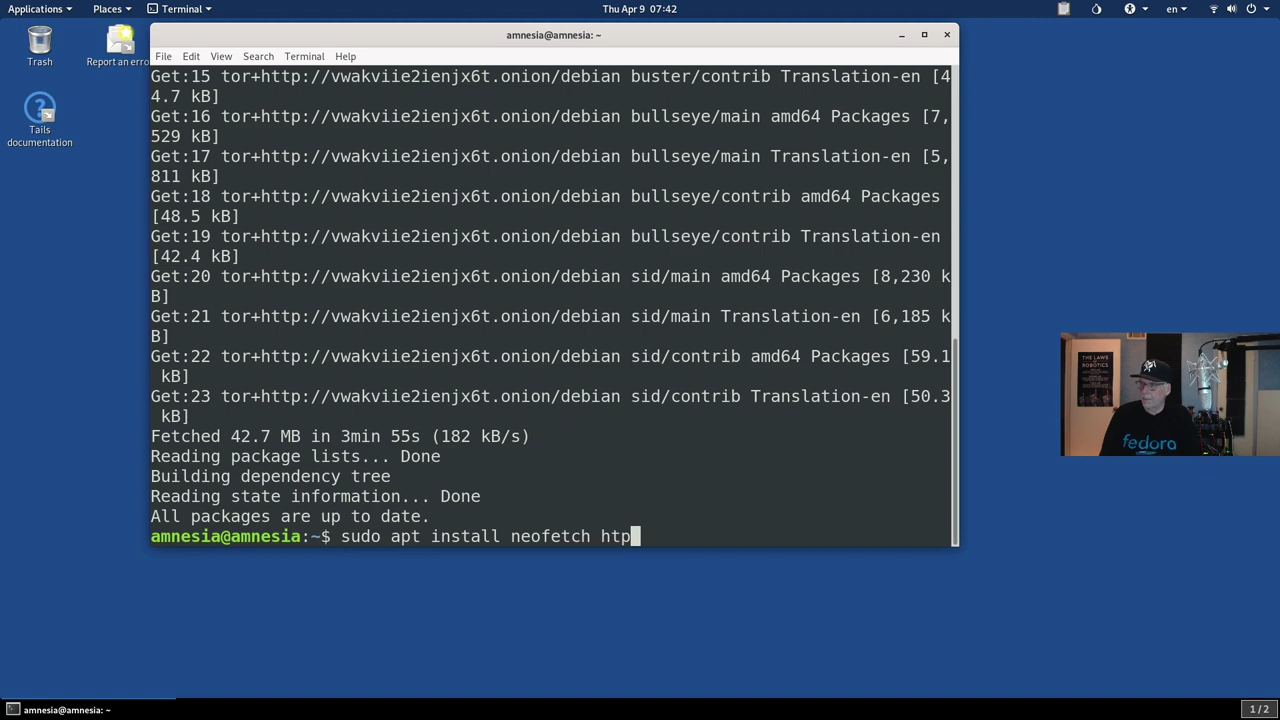 Applications Places Terminal Thu Apr 9 07:42 en
amnesia@amnesia: ~
File Edit View Search Terminal Help
Trash
Report an erro
Tails
documentation
Get:15 tor+http://vwakviie2ienjx6t.onion/debian buster/contrib Translation-en [4
4.7 kB]
Get:16 tor+http://vwakviie2ienjx6t.onion/debian bullseye/main amd64 Packages [7,
529 kB]
Get:17 tor+http://vwakviie2ienjx6t.onion/debian bullseye/main Translation-en [5,
811 kB]
Get:18 tor+http://vwakviie2ienjx6t.onion/debian bullseye/contrib amd64 Packages
[48.5 kB]
Get:19 tor+http://vwakviie2ienjx6t.onion/debian bullseye/contrib Translation-en
[42.4 kB]
Get:20 tor+http://vwakviie2ienjx6t.onion/debian sid/main amd64 Packages [8,230 k
B]
Get:21 tor+http://vwakviie2ienjx6t.onion/debian sid/main Translation-en [6,185 k
B]
Get:22 tor+http://vwakviie2ienjx6t.onion/debian sid/contrib amd64 Packages [59.1
kB]
Get:23 tor+http://vwakviie2ienjx6t.onion/debian sid/contrib Translation-en [50.3
kB]
Fetched 42.7 MB in 3min 55s (182 kB/s)
Reading package lists... Done
Building dependency tree
Reading state information... Done
All packages are up to date.
amnesia@amnesia:~$ sudo apt install neofetch htp
THE LAWS
OF
ROBOTICS
fedora
amnesia@amnesia: ~
1 / 2